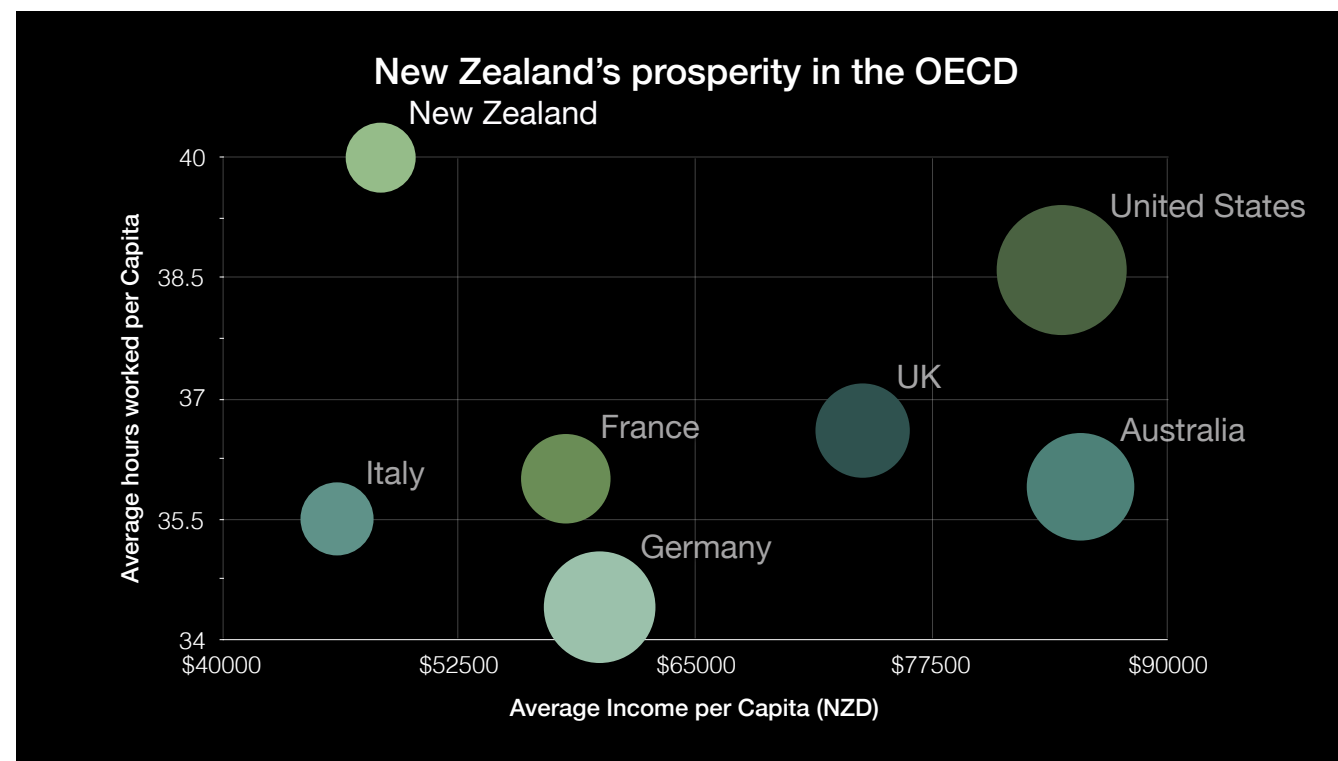 New Zealand’s prosperity in the OECD
New Zealand
40
United States
38.5
UK
37
France
Australia
Italy
35.5
Germany
34
$40000
$52500
$65000
$77500
$90000
Average hours worked per Capita
Average Income per Capita (NZD)